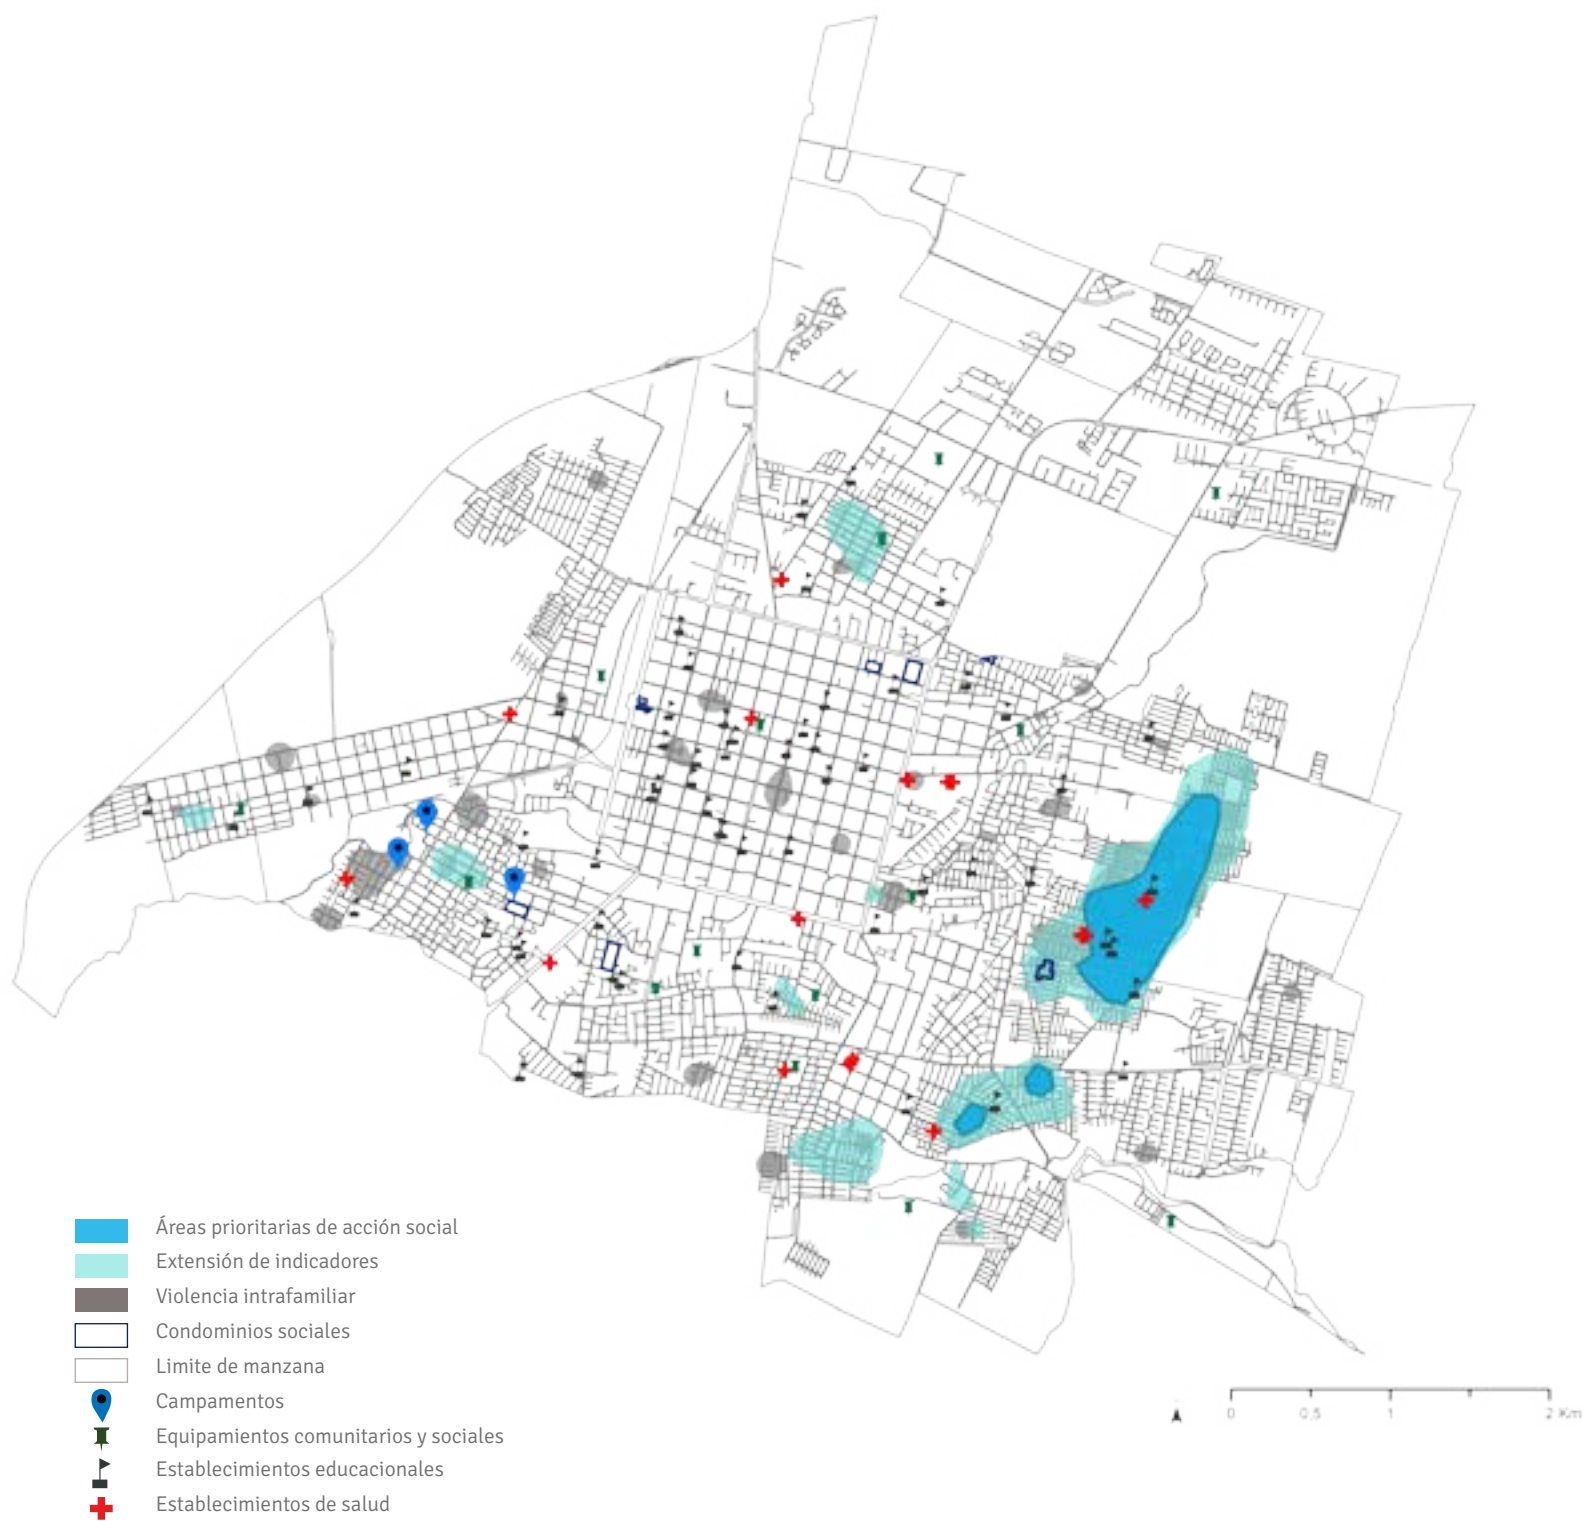 Áreas prioritarias de acción social
Extensión de indicadores
Violencia intrafamiliar
Condominios sociales
Limite de manzana
Campamentos
Equipamientos comunitarios y sociales
Establecimientos educacionales
Establecimientos de salud
0 0,5 1 2 Km